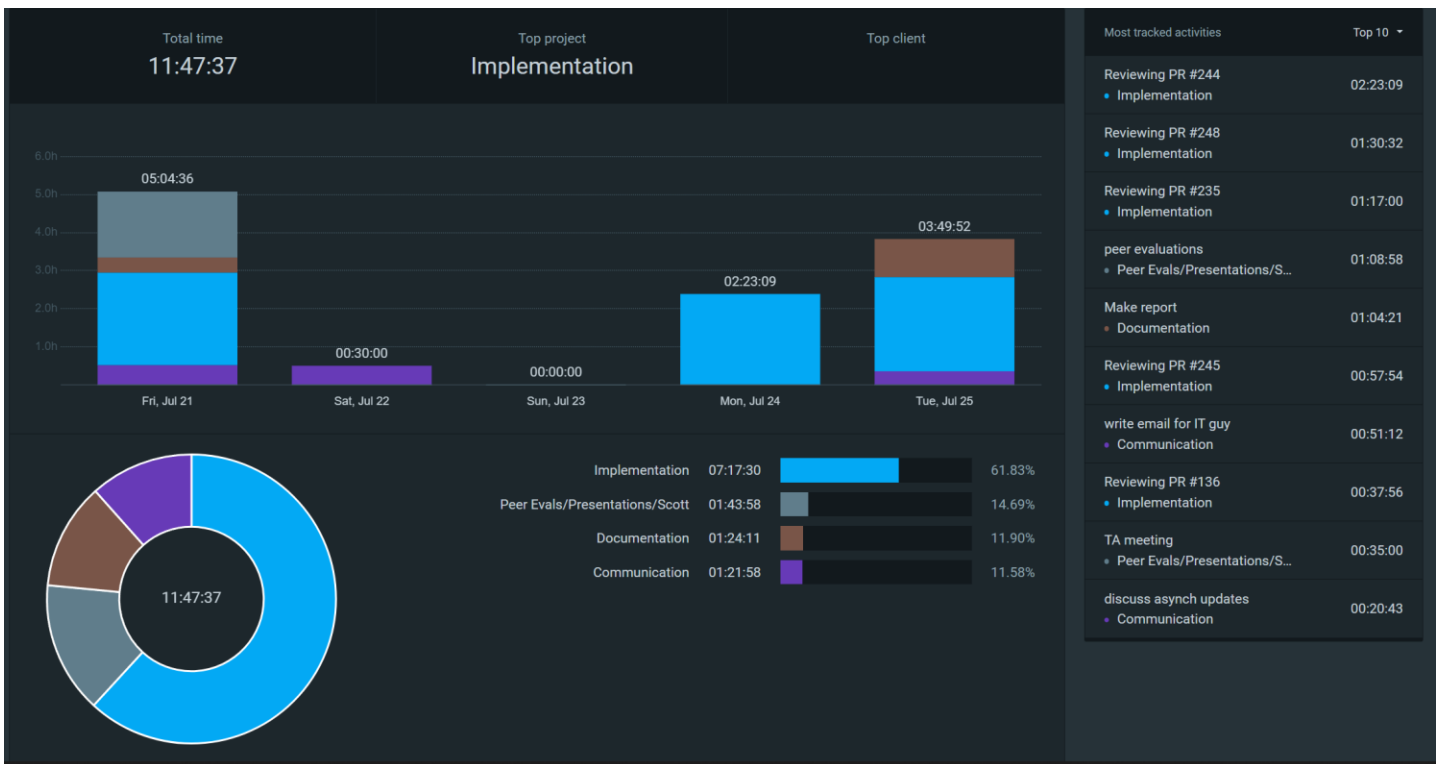 Total time
11:47:37
Top project
Implementation
Top client
6.0h
5.0h
4.0h
3.0h
2.0h
1.0h
05:04:36
00:30:00
00:00:00
02:23:09
03:49:52
Fri, Jul 21
Sat, Jul 22
Sun, Jul 23
Mon, Jul 24
Tue, Jul 25
11:47:37
Implementation 07:17:30 61.83%
Peer Evals/Presentations/Scott 01:43:58 14.69%
Documentation 01:24:11 11.90%
Communication 01:21:58 11.58%
Most tracked activities Top 10
Reviewing PR #244
Implementation
02:23:09
Reviewing PR #248
Implementation
01:30:32
Reviewing PR #235
Implementation
01:17:00
peer evaluations
Peer Evals/Presentations/S...
01:08:58
Make report
Documentation
01:04:21
Reviewing PR #245
Implementation
00:57:54
write email for IT guy
Communication
00:51:12
Reviewing PR #136
Implementation
00:37:56
TA meeting
Peer Evals/Presentations/S...
00:35:00
discuss asynch updates
Communication
00:20:43